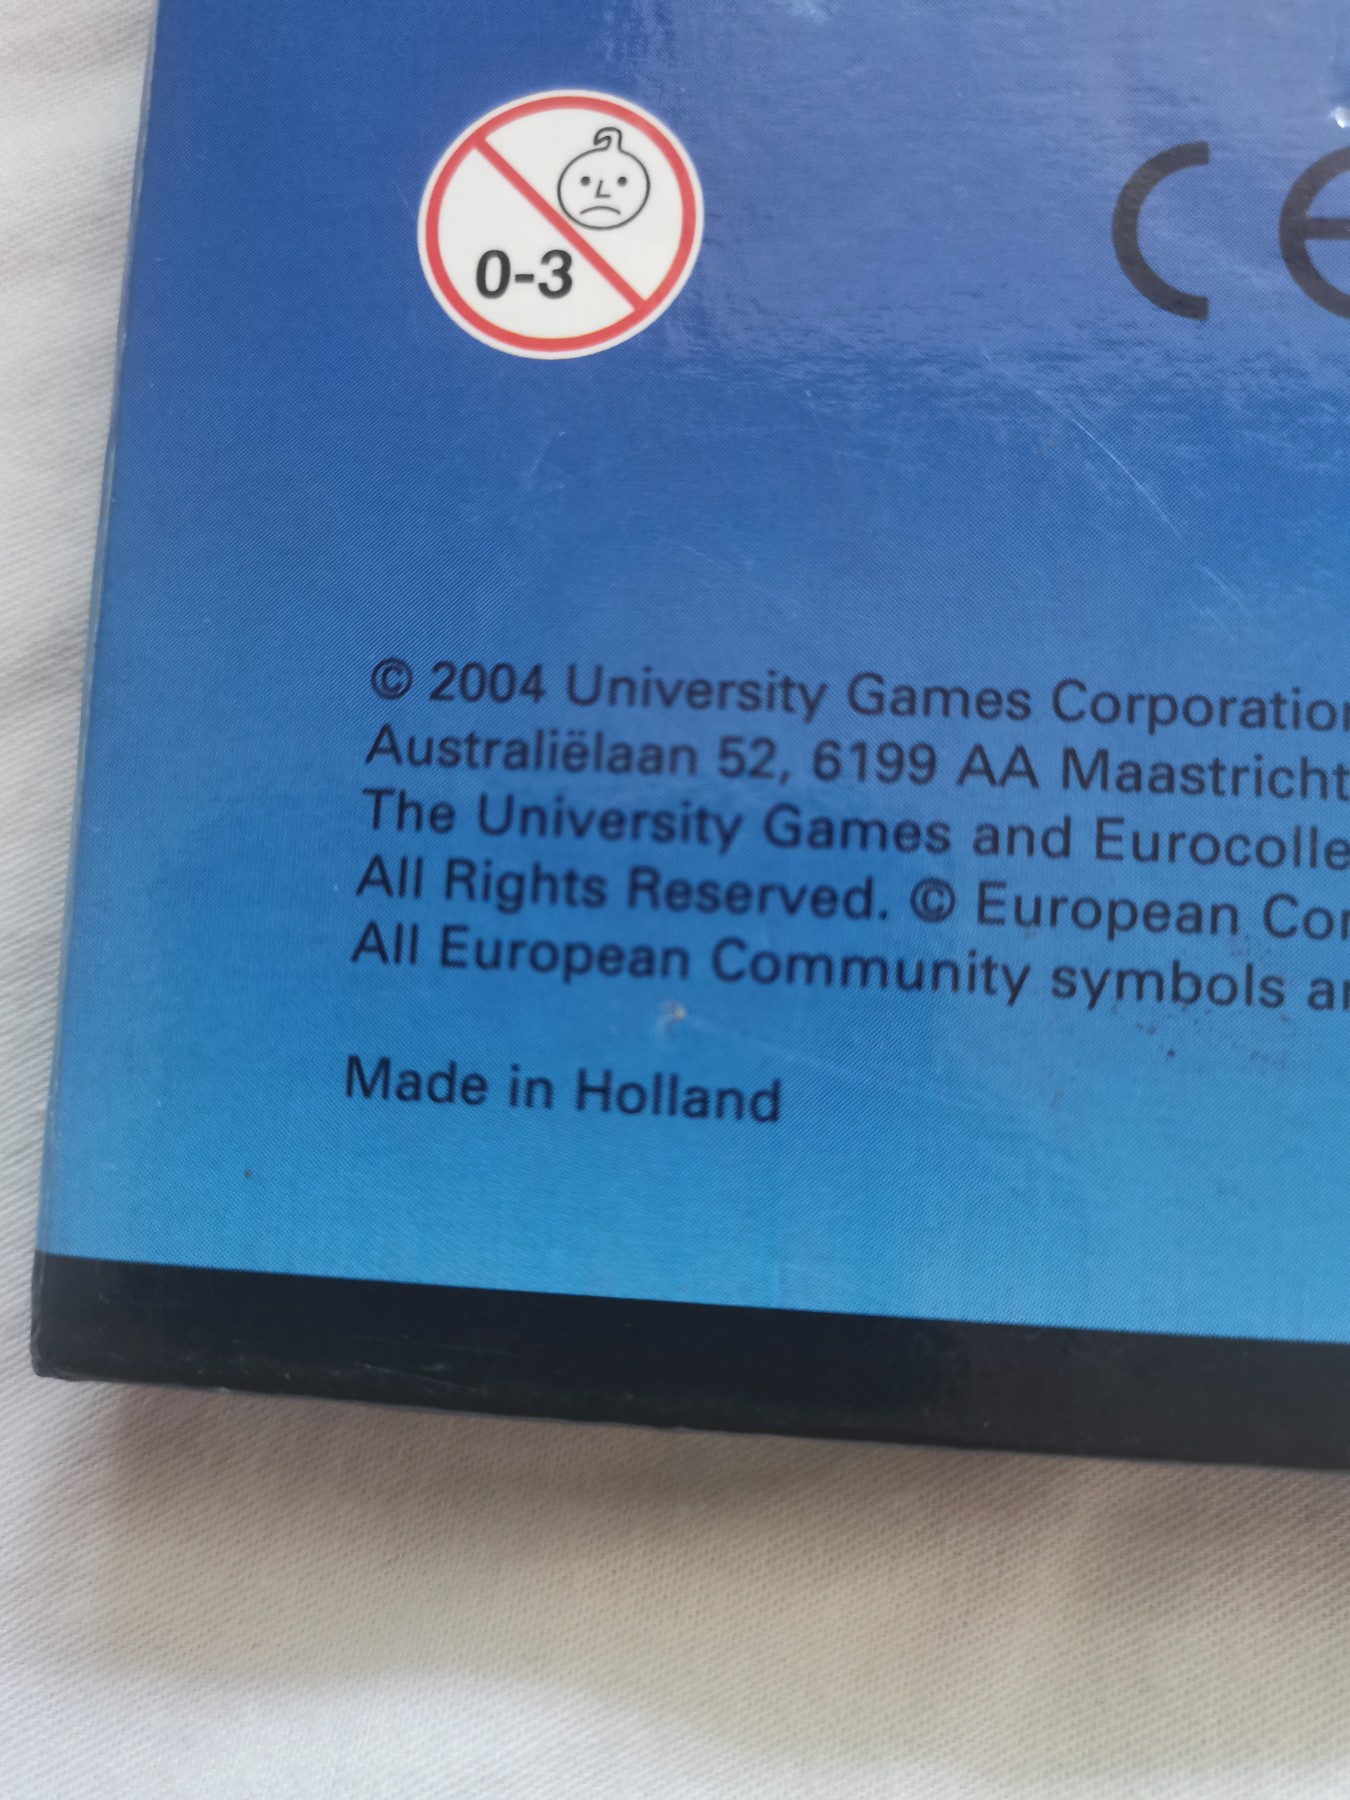 0-3
CE
© 2004 University Games Corporation
Australiëlaan 52, 6199 AA Maastricht
The University Games and Eurocolle
All Rights Reserved. © European Co
All European Community symbols a
Made in Holland